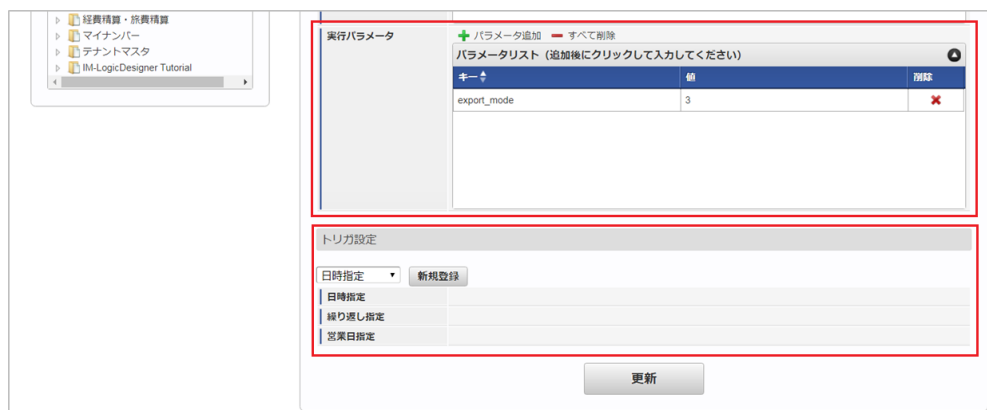 経費精算・旅費精算
マイナンバー
テナントマスタ
IM-LogicDesigner Tutorial
実行パラメータ
パラメータ追加 すべて削除
パラメータリスト（追加後にクリックして入力してください）
キー 値 削除
export_mode 3
トリガ設定
日時指定 新規登録
日時指定
繰り返し指定
営業日指定
更新